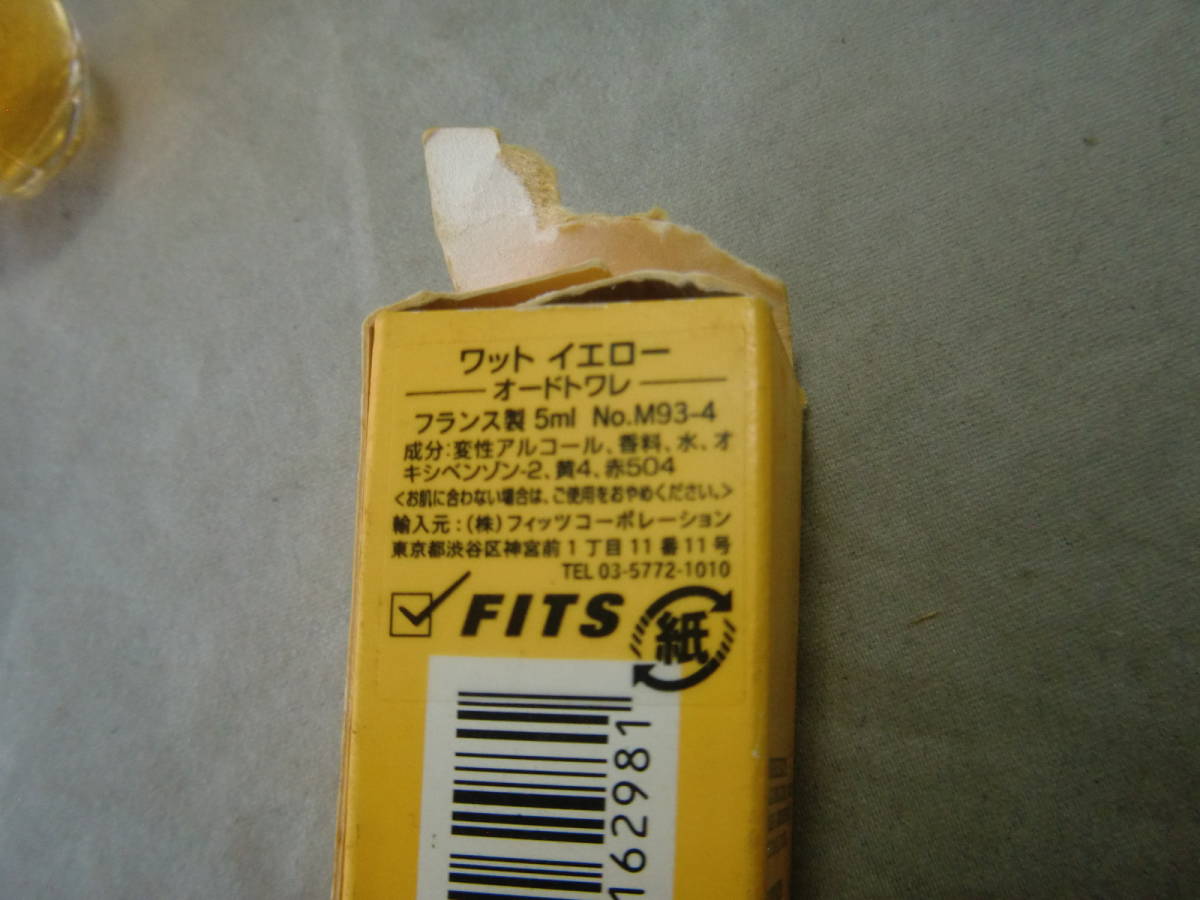 ワット イエロー
オードトワレ
フランス製 5ml No.M93-4
成分:変性アルコール、香料、水、オ
キシベンゾン-2、黄4、赤504
<お肌に合わない場合は、ご使用をおやめください。>
輸入元:(株)フィッツコーポレーション
東京都渋谷区神宮前1丁目11番11号
TEL 03-5772-1010
FITS
紙
162981